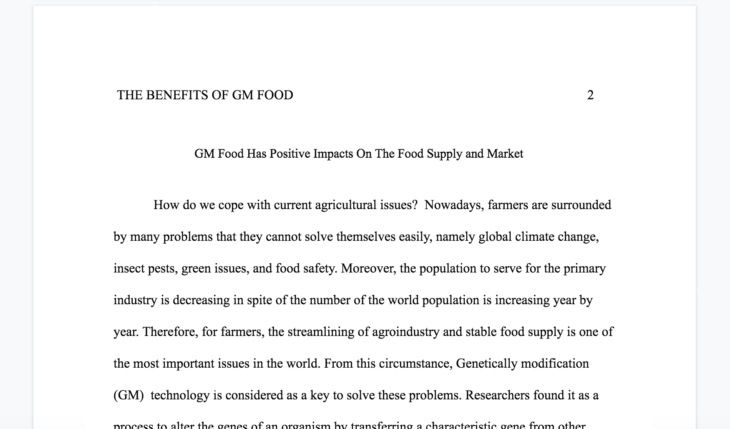 THE BENEFITS OF GM FOOD 2
GM Food Has Positive Impacts On The Food Supply and Market
How do we cope with current agricultural issues?  Nowadays, farmers are surrounded
by many problems that they cannot solve themselves easily, namely global climate change,
insect pests, green issues, and food safety. Moreover, the population to serve for the primary
industry is decreasing in spite of the number of the world population is increasing year by
year. Therefore, for farmers, the streamlining of agroindustry and stable food supply is one of
the most important issues in the world. From this circumstance, Genetically modification
(GM)  technology is considered as a key to solve these problems. Researchers found it as a
process to alter the genes of an organism by transferring a characteristic gene from other